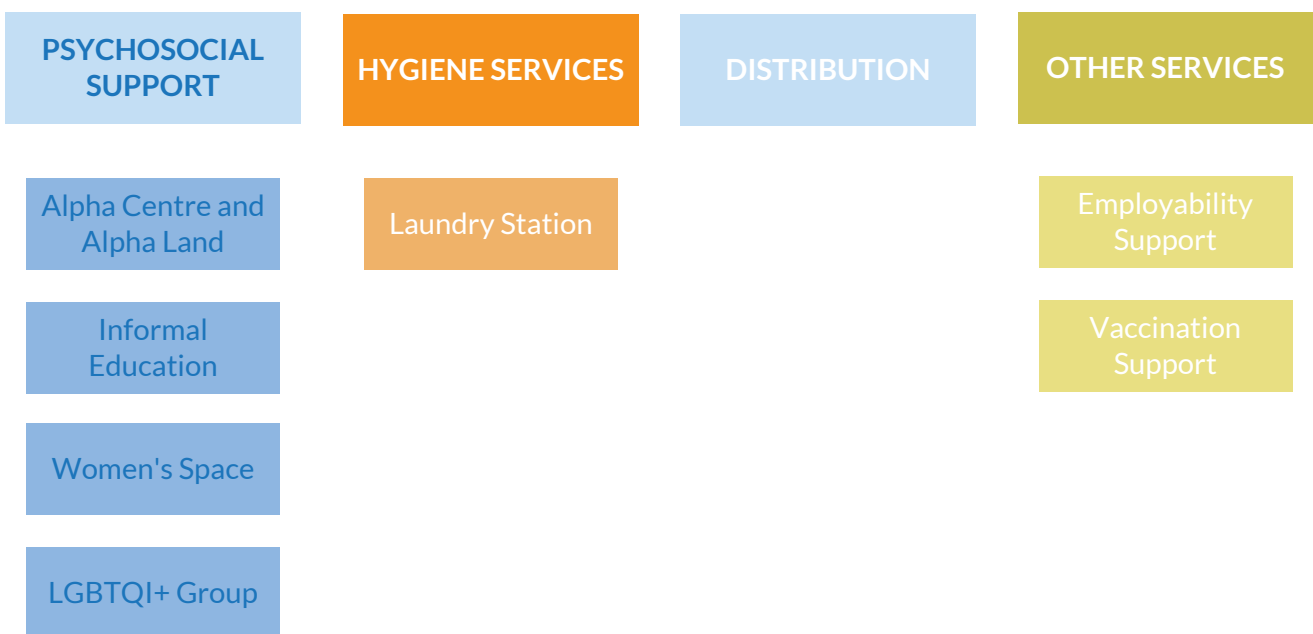 PSYCHOSOCIAL
SUPPORT
HYGIENE SERVICES
DISTRIBUTION
OTHER SERVICES
Alpha Centre and
Alpha Land
Informal
Education
Women's Space
LGBTQI+ Group
Laundry Station
Employability
Support
Vaccination
Support